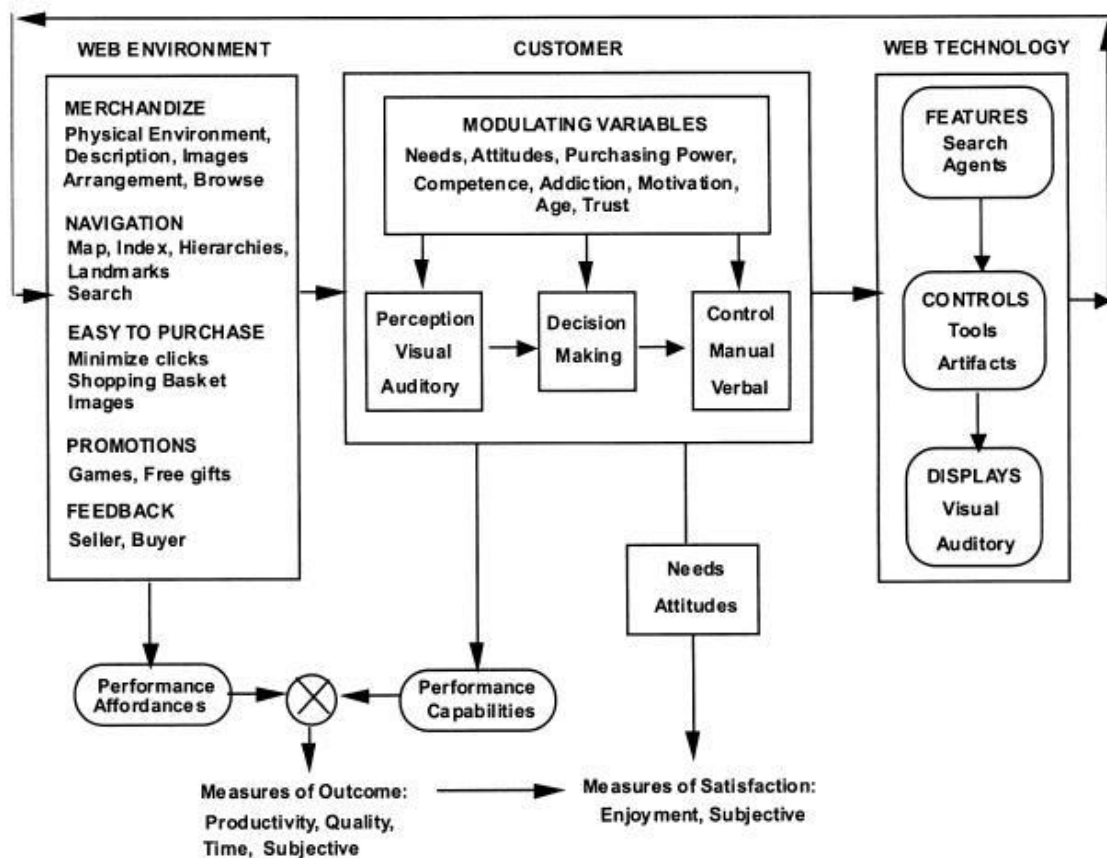 WEB ENVIRONMENT
MERCHANDIZE
Physical Environment,
Description, Images
Arrangement, Browse
NAVIGATION
Map, Index, Hierarchies,
Landmarks
Search
EASY TO PURCHASE
Minimize clicks
Shopping Basket
Images
PROMOTIONS
Games, Free gifts
FEEDBACK
Seller, Buyer
CUSTOMER
MODULATING VARIABLES
Needs, Attitudes, Purchasing Power,
Competence, Addiction, Motivation,
Age, Trust
Perception
Visual
Auditory
Decision
Making
Control
Manual
Verbal
WEB TECHNOLOGY
FEATURES
Search
Agents
CONTROLS
Tools
Artifacts
DISPLAYS
Visual
Auditory
Needs
Attitudes
Performance
Affordances
Performance
Capabilities
Measures of Outcome:
Productivity, Quality,
Time, Subjective
Measures of Satisfaction:
Enjoyment, Subjective